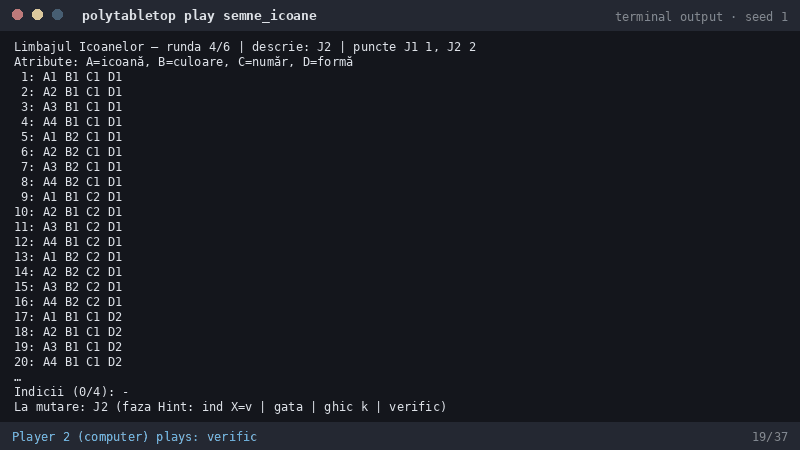 polytabletop play semne_icoane
terminal output · seed 1
Limbajul Icoanelor — runda 4/6 | descrie: J2 | puncte J1 1, J2 2
Atribute: A=icoană, B=culoare, C=număr, D=formă
1: A1 B1 C1 D1
2: A2 B1 C1 D1
3: A3 B1 C1 D1
4: A4 B1 C1 D1
5: A1 B2 C1 D1
6: A2 B2 C1 D1
7: A3 B2 C1 D1
8: A4 B2 C1 D1
9: A1 B1 C2 D1
10: A2 B1 C2 D1
11: A3 B1 C2 D1
12: A4 B1 C2 D1
13: A1 B2 C2 D1
14: A2 B2 C2 D1
15: A3 B2 C2 D1
16: A4 B2 C2 D1
17: A1 B1 C1 D2
18: A2 B1 C1 D2
19: A3 B1 C1 D2
20: A4 B1 C1 D2
…
Indicii (0/4): -
La mutare: J2 (faza Hint: ind X=v | gata | ghic k | verific)
Player 2 (computer) plays: verific
19/37